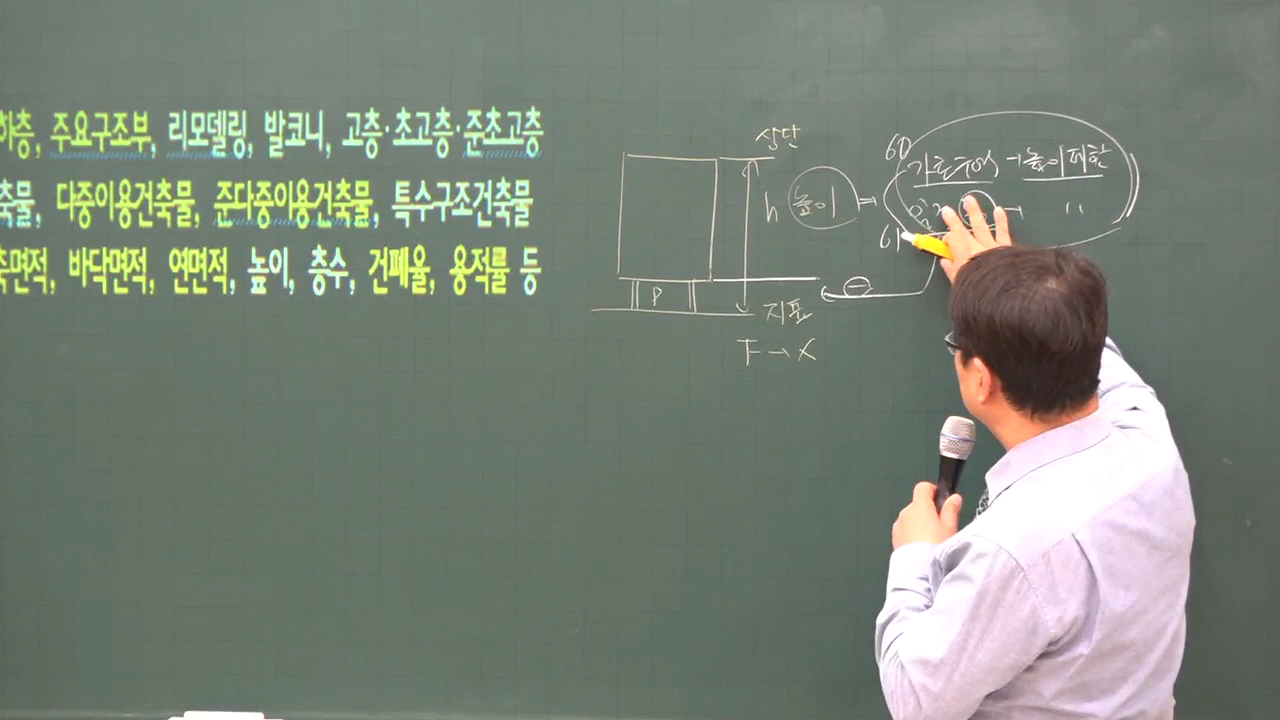 하층, 주요구조부, 리모델링, 발코니, 고층·초고층·준초고층
축물, 다중이용건축물, 준다중이용건축물, 특수구조건축물
축면적, 바닥면적, 연면적, 높이, 층수, 건폐율, 용적률 등
상단
60 가로구역 → 높이제한
h 높이 ⇒
→ 〃
61
P
지표
F → X